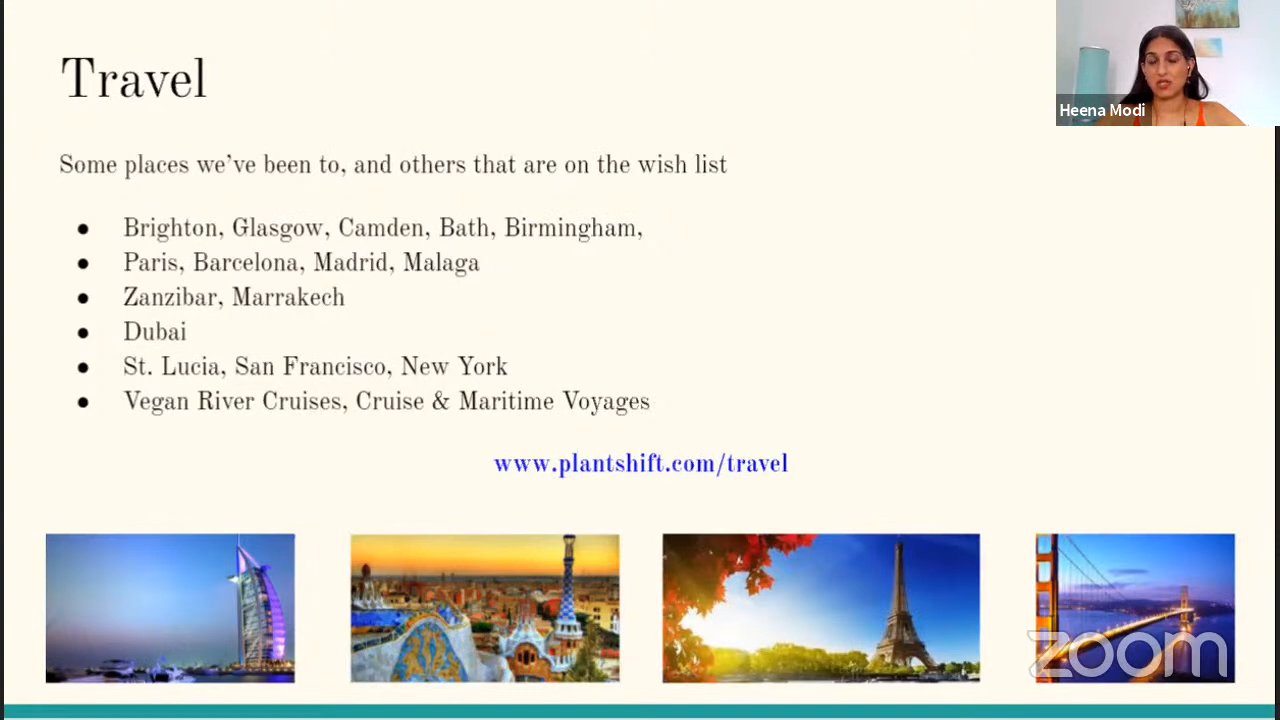 Travel
Heena Modi
Some places we've been to, and others that are on the wish list
● Brighton, Glasgow, Camden, Bath, Birmingham,
● Paris, Barcelona, Madrid, Malaga
● Zanzibar, Marrakech
● Dubai
● St. Lucia, San Francisco, New York
● Vegan River Cruises, Cruise & Maritime Voyages
www.plantshift.com/travel
zoom